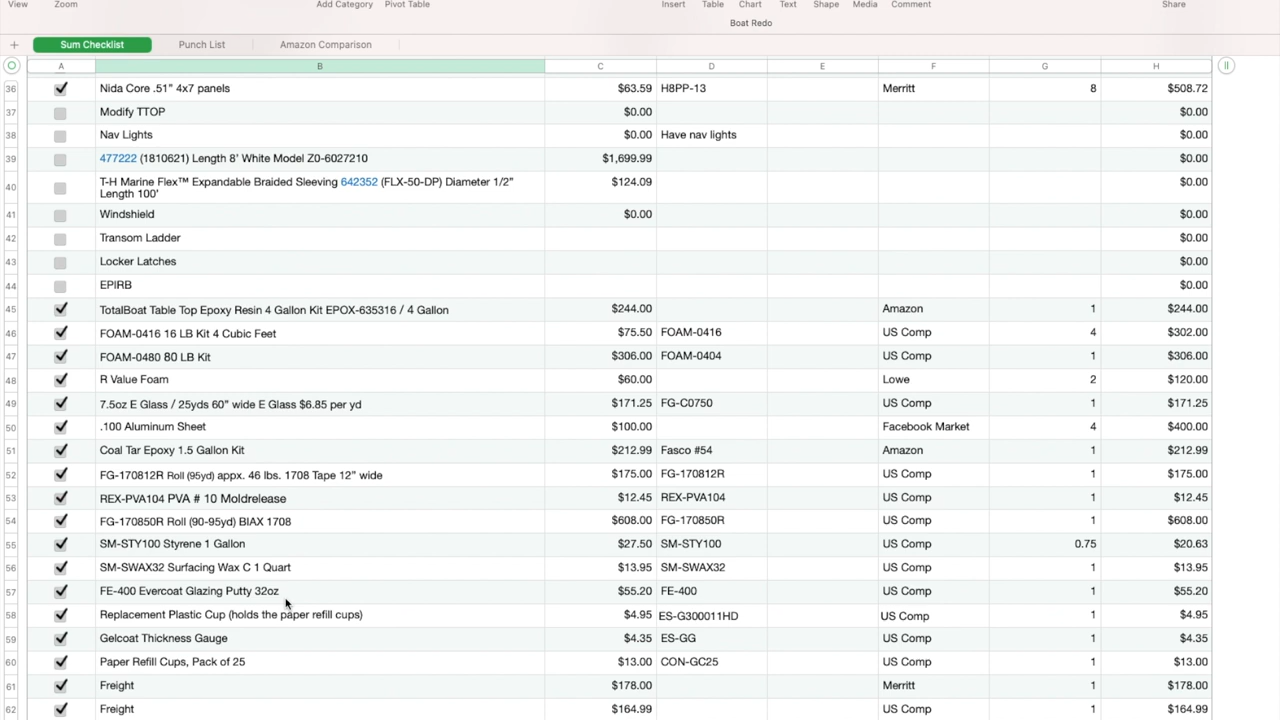 View Zoom Add Category Pivot Table Insert Table Chart Text Shape Media Comment Share
Boat Redo
+ Sum Checklist Punch List Amazon Comparison
A B C D E F G H
36 Nida Core .51" 4x7 panels $63.59 H8PP-13 Merritt 8 $508.72
37 Modify TTOP $0.00 $0.00
38 Nav Lights $0.00 Have nav lights $0.00
39 477222 (1810621) Length 8' White Model Z0-6027210 $1,699.99 $0.00
40 T-H Marine Flex™ Expandable Braided Sleeving 642352 (FLX-50-DP) Diameter 1/2" $124.09 $0.00
Length 100'
41 Windshield $0.00 $0.00
42 Transom Ladder $0.00
43 Locker Latches $0.00
44 EPIRB $0.00
45 TotalBoat Table Top Epoxy Resin 4 Gallon Kit EPOX-635316 / 4 Gallon $244.00 Amazon 1 $244.00
46 FOAM-0416 16 LB Kit 4 Cubic Feet $75.50 FOAM-0416 US Comp 4 $302.00
47 FOAM-0480 80 LB Kit $306.00 FOAM-0404 US Comp 1 $306.00
48 R Value Foam $60.00 Lowe 2 $120.00
49 7.5oz E Glass / 25yds 60" wide E Glass $6.85 per yd $171.25 FG-C0750 US Comp 1 $171.25
50 .100 Aluminum Sheet $100.00 Facebook Market 4 $400.00
51 Coal Tar Epoxy 1.5 Gallon Kit $212.99 Fasco #54 Amazon 1 $212.99
52 FG-170812R Roll (95yd) appx. 46 lbs. 1708 Tape 12" wide $175.00 FG-170812R US Comp 1 $175.00
53 REX-PVA104 PVA # 10 Moldrelease $12.45 REX-PVA104 US Comp 1 $12.45
54 FG-170850R Roll (90-95yd) BIAX 1708 $608.00 FG-170850R US Comp 1 $608.00
55 SM-STY100 Styrene 1 Gallon $27.50 SM-STY100 US Comp 0.75 $20.63
56 SM-SWAX32 Surfacing Wax C 1 Quart $13.95 SM-SWAX32 US Comp 1 $13.95
57 FE-400 Evercoat Glazing Putty 32oz $55.20 FE-400 US Comp 1 $55.20
58 Replacement Plastic Cup (holds the paper refill cups) $4.95 ES-G300011HD US Comp 1 $4.95
59 Gelcoat Thickness Gauge $4.35 ES-GG US Comp 1 $4.35
60 Paper Refill Cups, Pack of 25 $13.00 CON-GC25 US Comp 1 $13.00
61 Freight $178.00 Merritt 1 $178.00
62 Freight $164.99 US Comp 1 $164.99